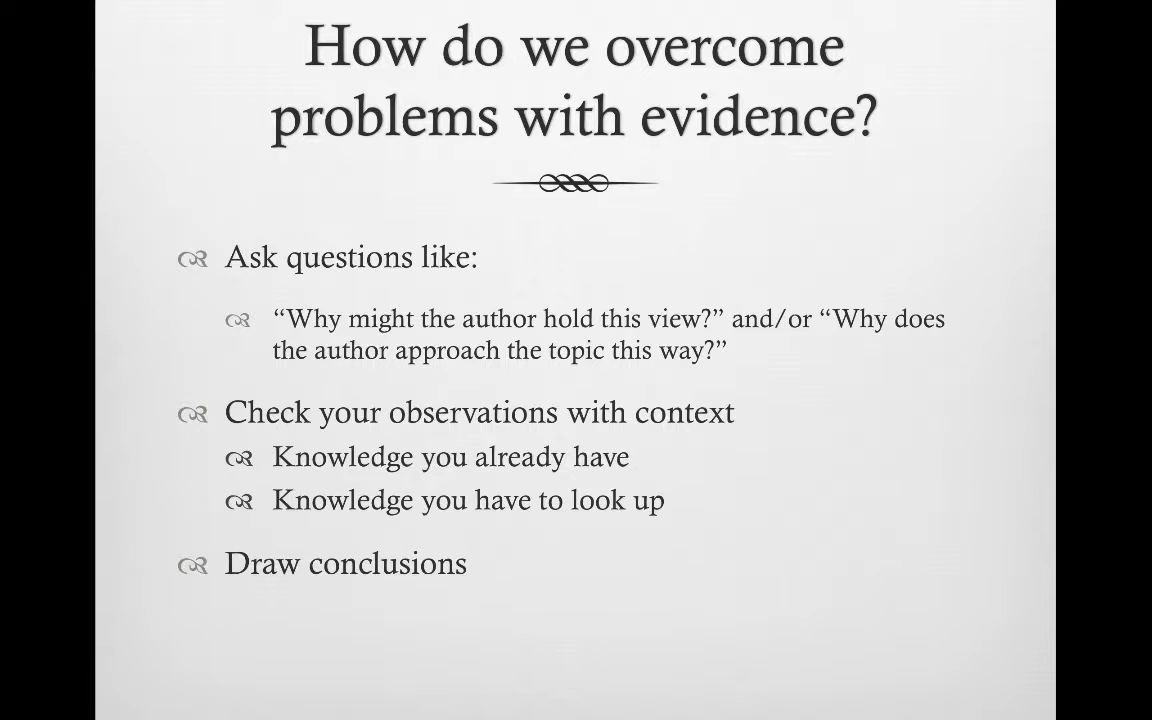 How do we overcome
problems with evidence?
Ask questions like:
“Why might the author hold this view?” and/or “Why does
the author approach the topic this way?”
Check your observations with context
Knowledge you already have
Knowledge you have to look up
Draw conclusions